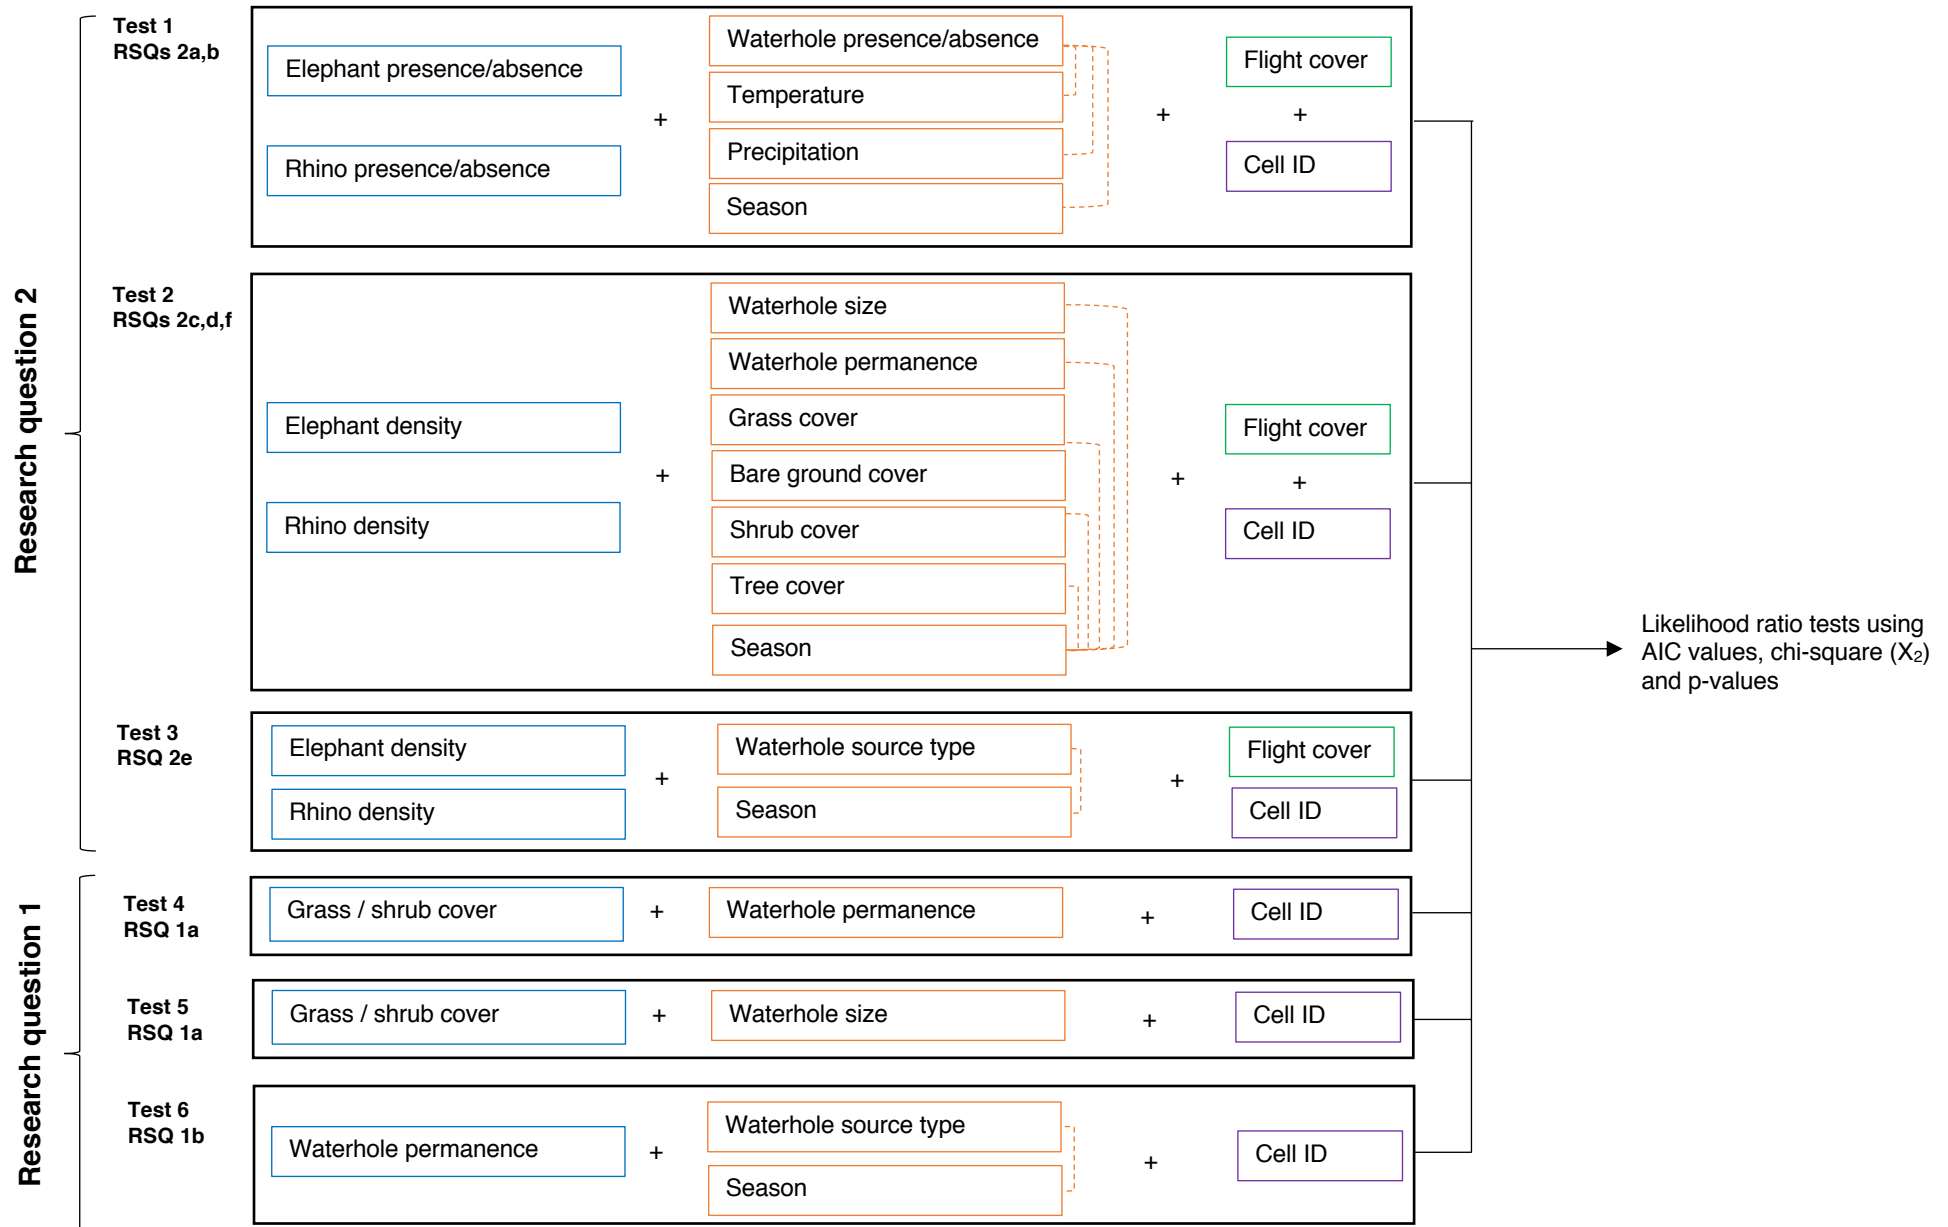 Research question 2
Test 1
RSQs 2a,b
Elephant presence/absence
Rhino presence/absence
+
Waterhole presence/absence
Temperature
Precipitation
Season
+
Flight cover
+
Cell ID
Test 2
RSQs 2c,d,f
Elephant density
Rhino density
+
Waterhole size
Waterhole permanence
Grass cover
Bare ground cover
Shrub cover
Tree cover
Season
+
Flight cover
+
Cell ID
Test 3
RSQ 2e
Elephant density
Rhino density
+
Waterhole source type
Season
+
Flight cover
Cell ID
Research question 1
Test 4
RSQ 1a
Grass / shrub cover
+
Waterhole permanence
+
Cell ID
Test 5
RSQ 1a
Grass / shrub cover
+
Waterhole size
+
Cell ID
Test 6
RSQ 1b
Waterhole permanence
+
Waterhole source type
Season
+
Cell ID
Likelihood ratio tests using
AIC values, chi-square (X₂)
and p-values